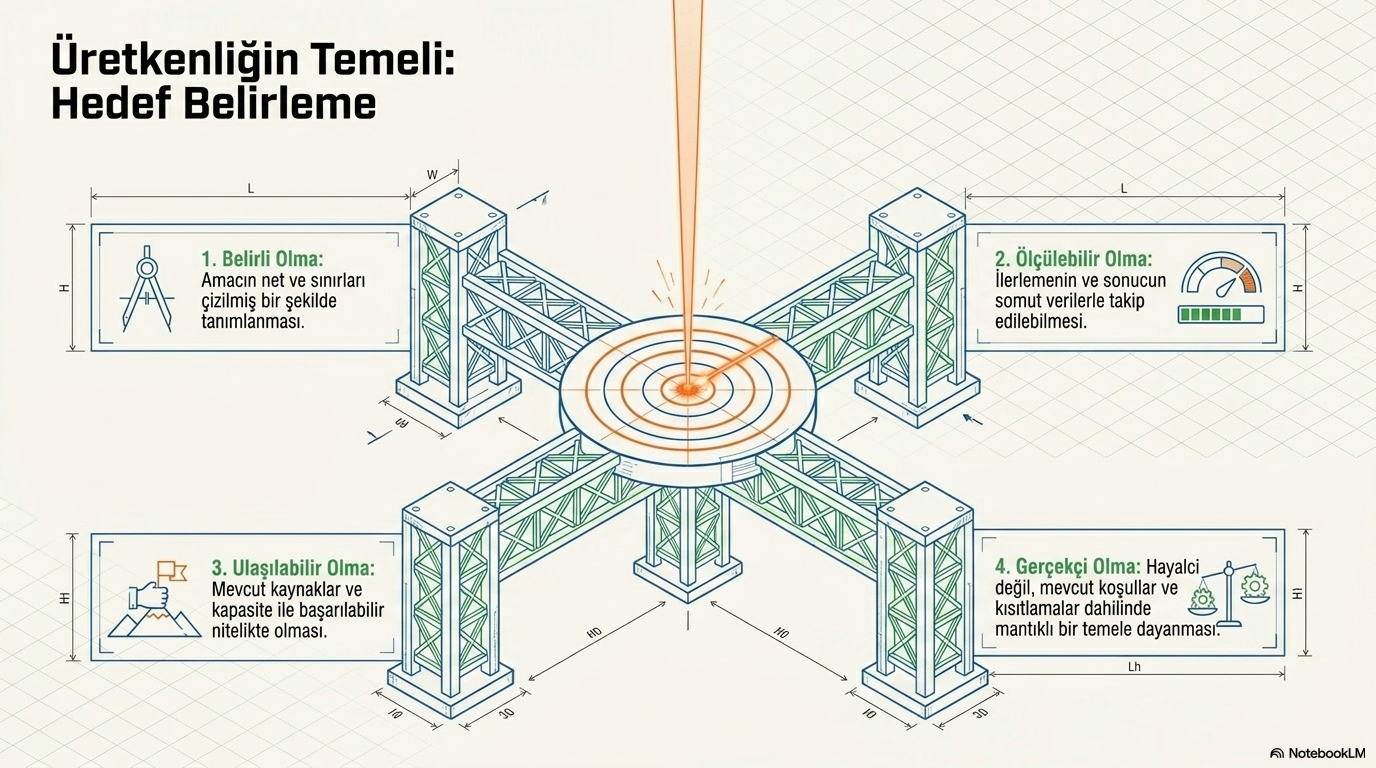 Üretkenliğin Temeli:
Hedef Belirleme
L
W
H
1. Belirli Olma:
Amacın net ve sınırları
çizilmiş bir şekilde
tanımlanması.
L
H
2. Ölçülebilir Olma:
İlerlemenin ve sonucun
somut verilerle takip
edilebilmesi.
3. Ulaşılabilir Olma:
Mevcut kaynaklar ve
kapasite ile başarılabilir
nitelikte olması.
4. Gerçekçi Olma: Hayalci
değil, mevcut koşullar ve
kısıtlamalar dahilinde
mantıklı bir temele dayanması.
Lh
NotebookLM